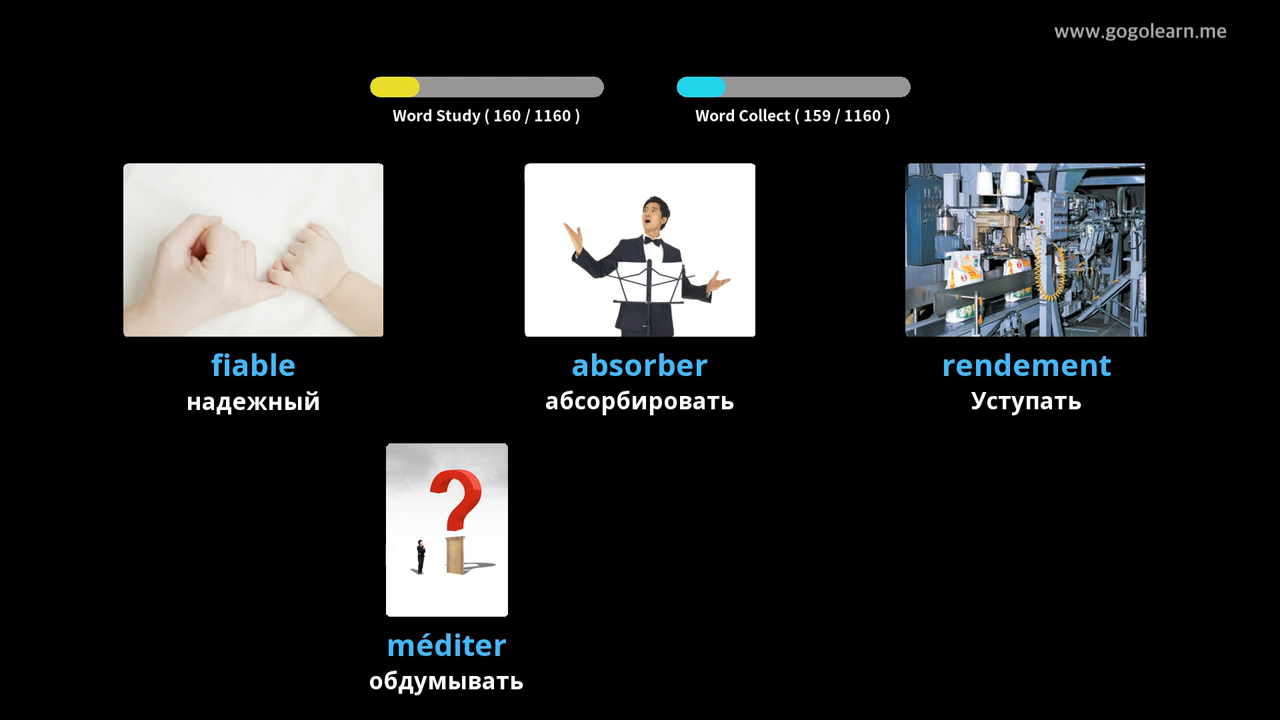 www.gogolearn.me
Word Study ( 160 / 1160 )
Word Collect ( 159 / 1160 )
fiable
надежный
absorber
абсорбировать
rendement
Уступать
méditer
обдумывать